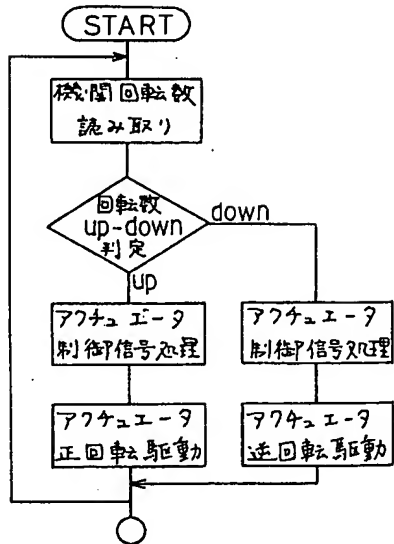 START
機関回転数
読み取り
回転数
up-down
判定
down
up
アクチュエータ
制御信号処理
アクチュエータ
制御信号処理
アクチュエータ
正回転駆動
アクチュエータ
逆回転駆動